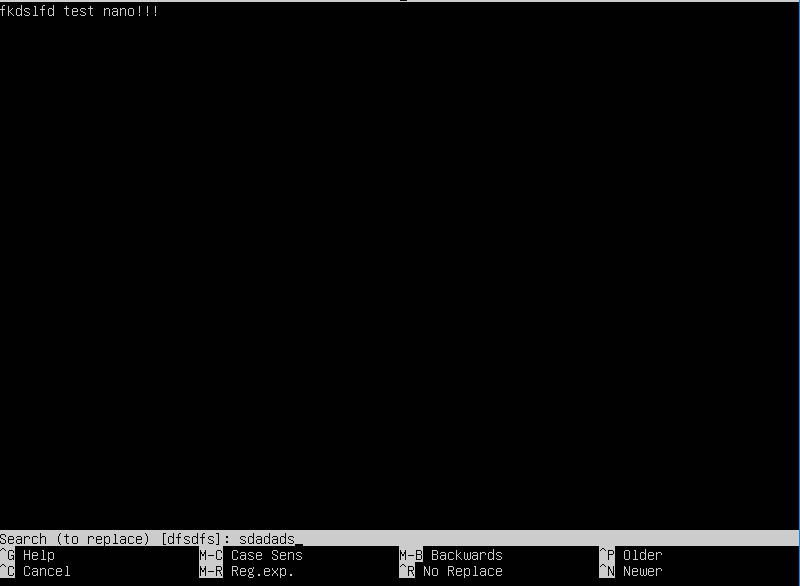 fkdslfd test nano!!!
Search (to replace) [dfsdfs]: sdadads_
^G Help M-C Case Sens M-B Backwards ^P Older
^C Cancel M-R Reg.exp. ^R No Replace ^N Newer